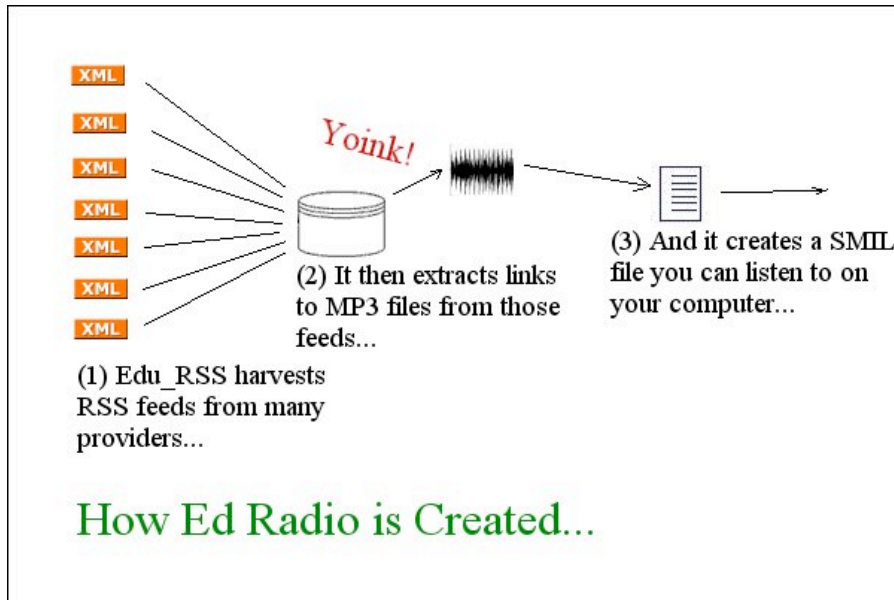 XML
XML
XML
XML
XML
XML
XML
Yoink!
(1) Edu_RSS harvests
RSS feeds from many
providers...
(2) It then extracts links
to MP3 files from those
feeds...
(3) And it creates a SMIL
file you can listen to on
your computer...
How Ed Radio is Created...